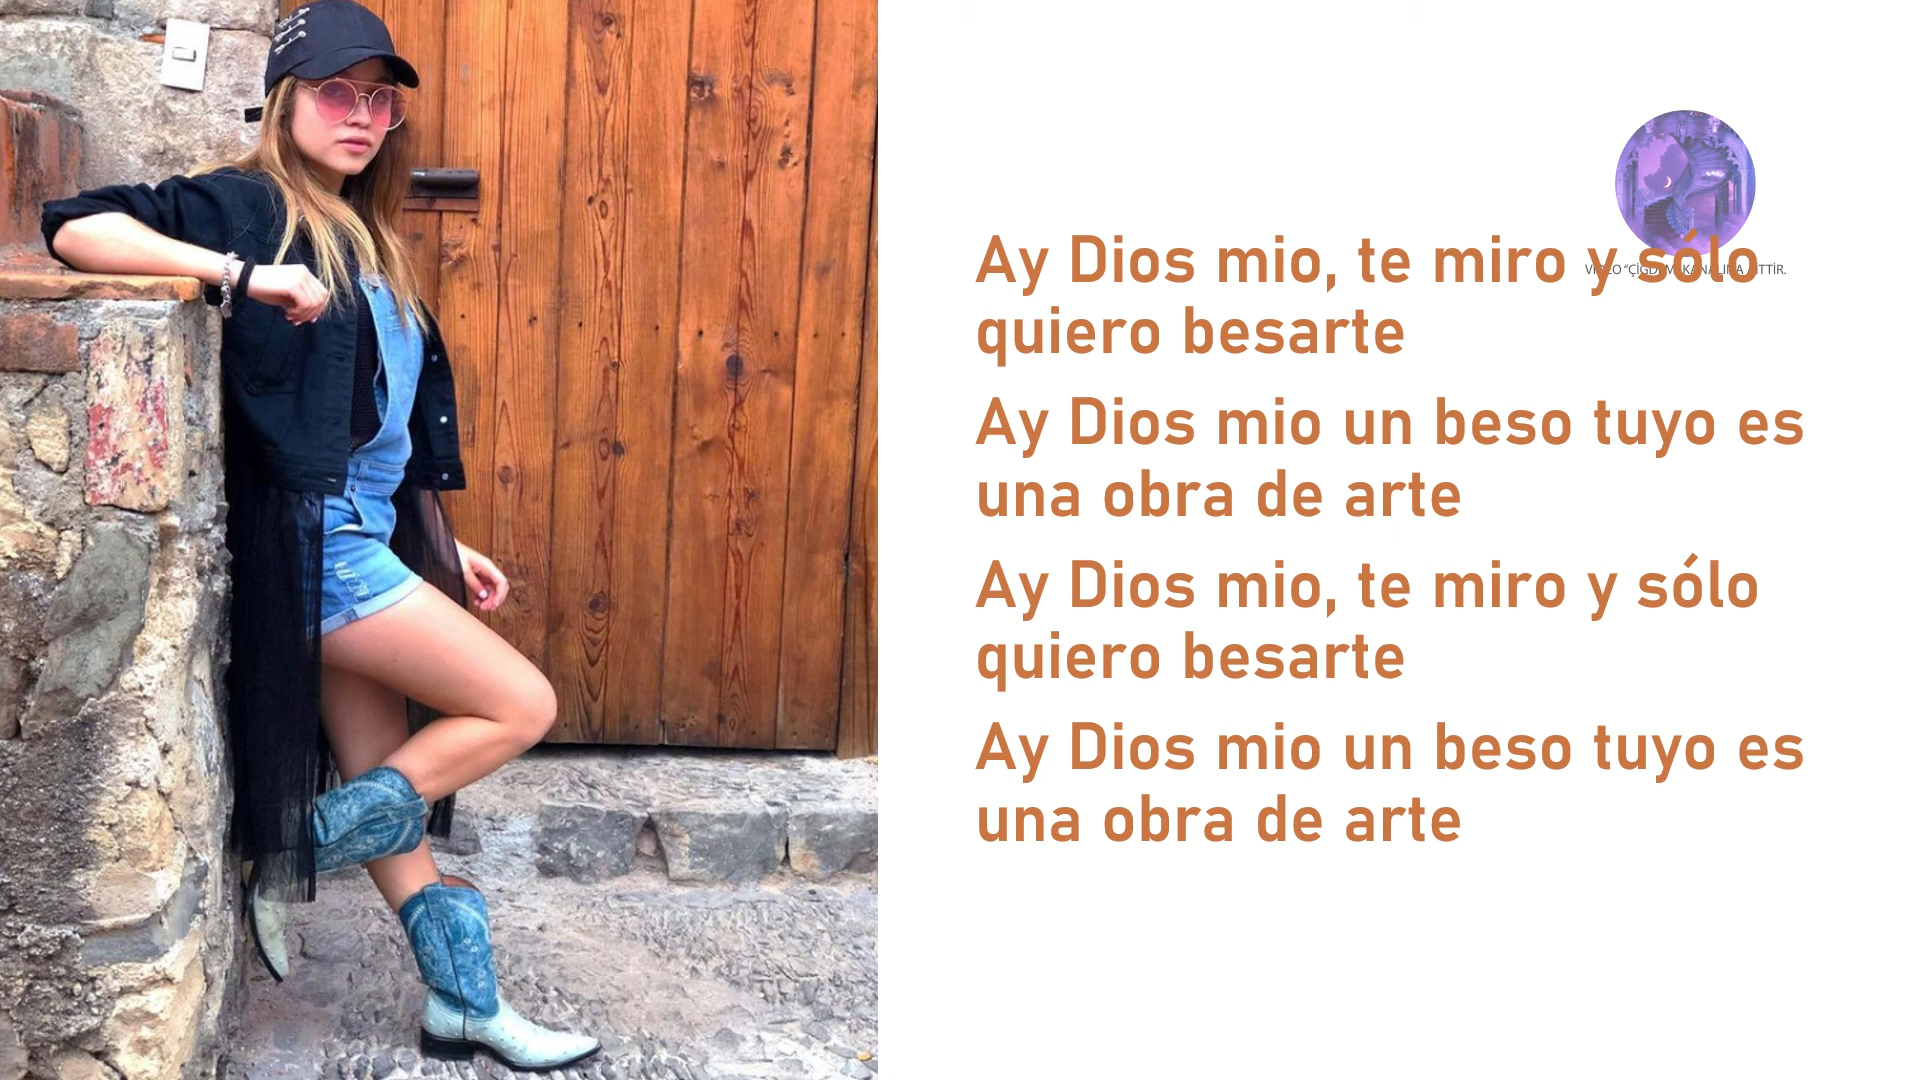 Ay Dios mio, te miro y sólo
quiero besarte
Ay Dios mio un beso tuyo es
una obra de arte
Ay Dios mio, te miro y sólo
quiero besarte
Ay Dios mio un beso tuyo es
una obra de arte